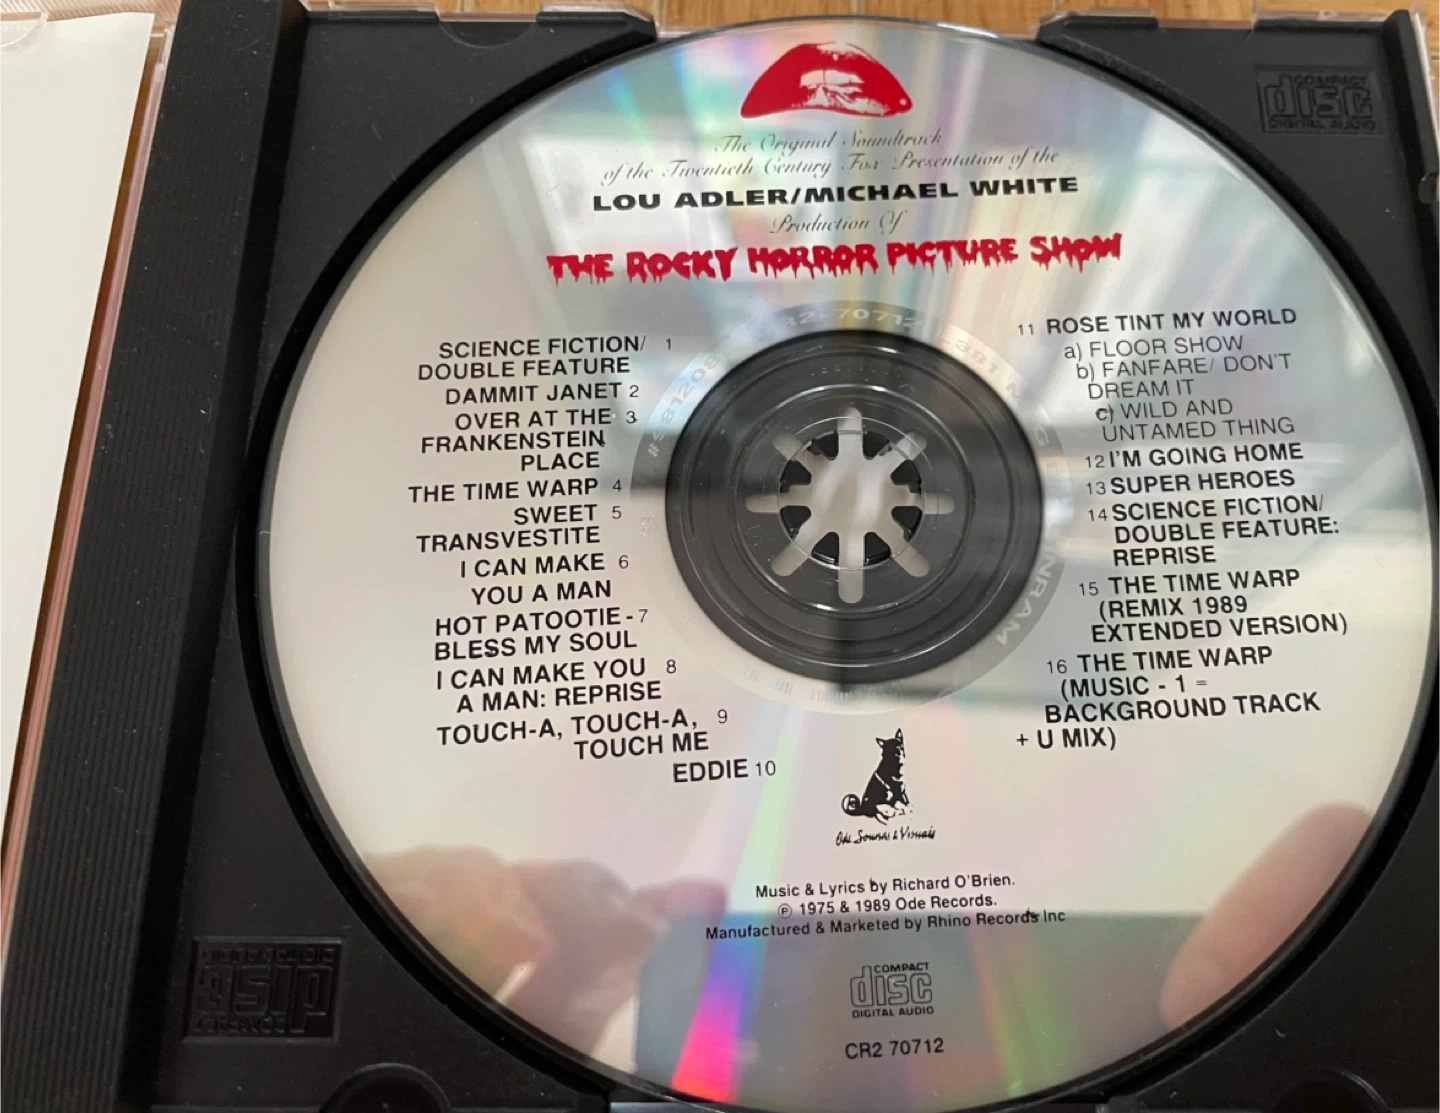 The Original Soundtrack
of the Twentieth Century Fox Presentation of the
LOU ADLER/MICHAEL WHITE
Production Of
THE ROCKY HORROR PICTURE SHOW
SCIENCE FICTION/ 1
DOUBLE FEATURE
DAMMIT JANET 2
OVER AT THE 3
FRANKENSTEIN
PLACE
THE TIME WARP 4
SWEET 5
TRANSVESTITE
I CAN MAKE 6
YOU A MAN
HOT PATOOTIE - 7
BLESS MY SOUL
I CAN MAKE YOU 8
A MAN: REPRISE
TOUCH-A, TOUCH-A, 9
TOUCH ME
EDDIE 10
11 ROSE TINT MY WORLD
a) FLOOR SHOW
b) FANFARE/ DON'T
DREAM IT
c) WILD AND
UNTAMED THING
12 I'M GOING HOME
13 SUPER HEROES
14 SCIENCE FICTION/
DOUBLE FEATURE:
REPRISE
15 THE TIME WARP
(REMIX 1989
EXTENDED VERSION)
16 THE TIME WARP
(MUSIC - 1 =
BACKGROUND TRACK
+ U MIX)
Ode Sounds & Visuals
Music & Lyrics by Richard O'Brien.
℗ 1975 & 1989 Ode Records.
Manufactured & Marketed by Rhino Records Inc
COMPACT
disc
DIGITAL AUDIO
CR2 70712
COMPACT
disc
DIGITAL AUDIO